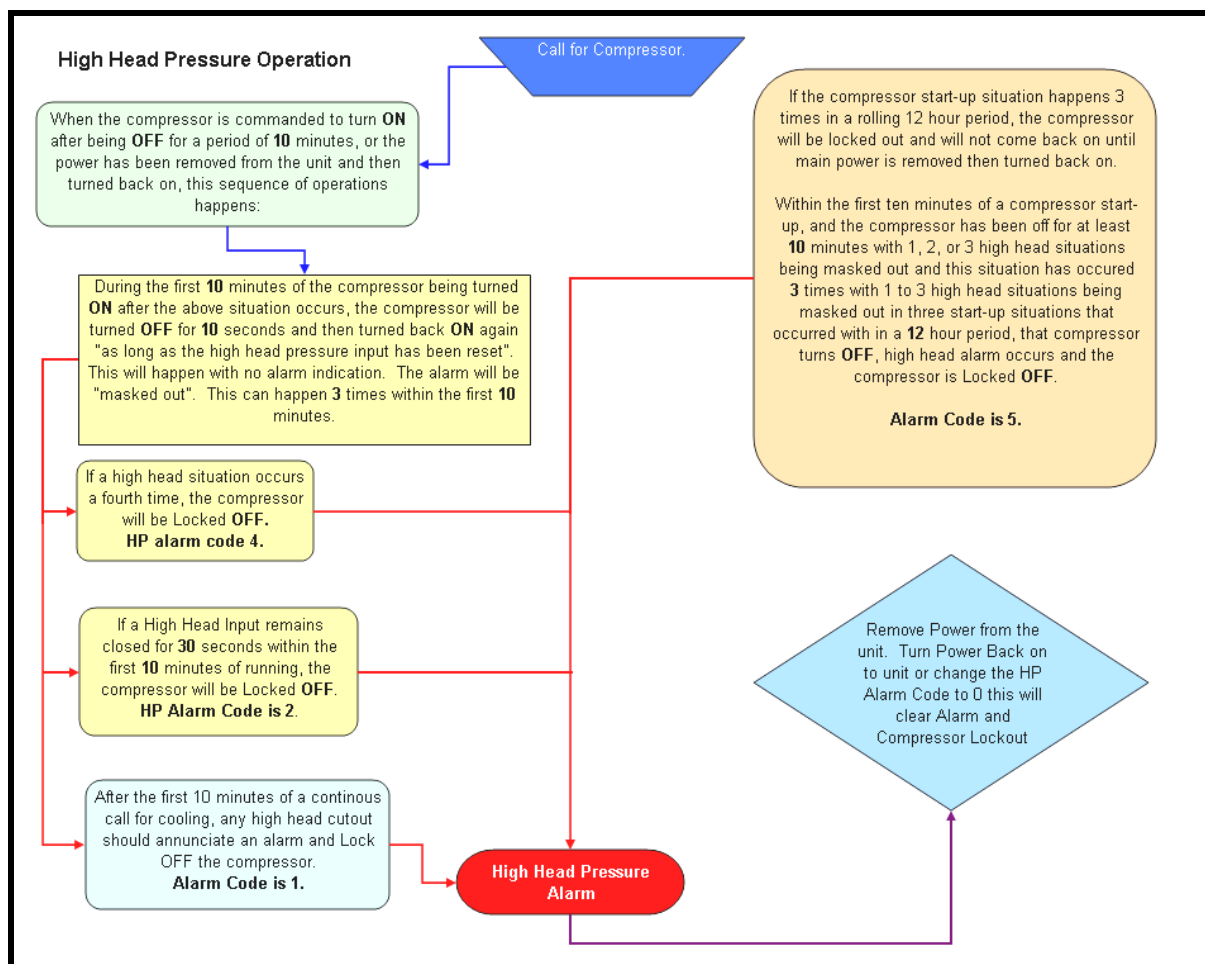 High Head Pressure Operation
Call for Compressor.
When the compressor is commanded to turn ON
after being OFF for a period of 10 minutes, or the
power has been removed from the unit and then
turned back on, this sequence of operations
happens:
During the first 10 minutes of the compressor being turned
ON after the above situation occurs, the compressor will be
turned OFF for 10 seconds and then turned back ON again
"as long as the high head pressure input has been reset".
This will happen with no alarm indication.  The alarm will be
"masked out".  This can happen 3 times within the first 10
minutes.
If a high head situation occurs
a fourth time, the compressor
will be Locked OFF.
HP alarm code 4.
If a High Head Input remains
closed for 30 seconds within the
first 10 minutes of running, the
compressor will be Locked OFF.
HP Alarm Code is 2.
After the first 10 minutes of a continous
call for cooling, any high head cutout
should annunciate an alarm and Lock
OFF the compressor.
Alarm Code is 1.
If the compressor start-up situation happens 3
times in a rolling 12 hour period, the compressor
will be locked out and will not come back on until
main power is removed then turned back on.
Within the first ten minutes of a compressor start-
up, and the compressor has been off for at least
10 minutes with 1, 2, or 3 high head situations
being masked out and this situation has occured
3 times with 1 to 3 high head situations being
masked out in three start-up situations that
occurred with in a 12 hour period, that compressor
turns OFF, high head alarm occurs and the
compressor is Locked OFF.
Alarm Code is 5.
High Head Pressure
Alarm
Remove Power from the
unit.  Turn Power Back on
to unit or change the HP
Alarm Code to 0 this will
clear Alarm and
Compressor Lockout